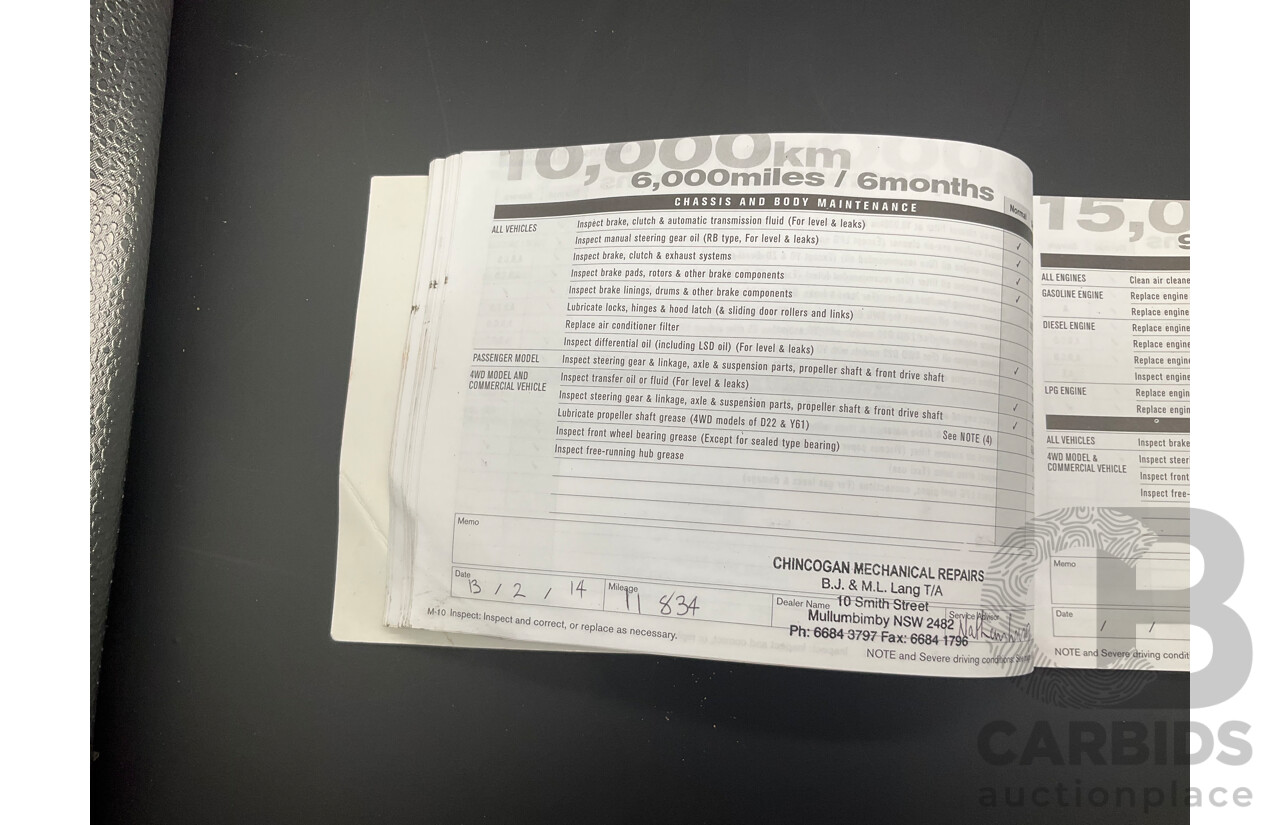 10,000km
6,000miles / 6months
CHASSIS AND BODY MAINTENANCE
Normal
ALL VEHICLES
Inspect brake, clutch & automatic transmission fluid (For level & leaks)
Inspect manual steering gear oil (RB type, For level & leaks)
Inspect brake, clutch & exhaust systems
Inspect brake pads, rotors & other brake components
Inspect brake linings, drums & other brake components
Lubricate locks, hinges & hood latch (& sliding door rollers and links)
Replace air conditioner filter
Inspect differential oil (including LSD oil) (For level & leaks)
PASSENGER MODEL
Inspect steering gear & linkage, axle & suspension parts, propeller shaft & front drive shaft
4WD MODEL AND
COMMERCIAL VEHICLE
Inspect transfer oil or fluid (For level & leaks)
Inspect steering gear & linkage, axle & suspension parts, propeller shaft & front drive shaft
Lubricate propeller shaft grease (4WD models of D22 & Y61)
See NOTE (4)
Inspect front wheel bearing grease (Except for sealed type bearing)
Inspect free-running hub grease
Memo
Date 13 / 2 / 14
Mileage 11 834
CHINCOGAN MECHANICAL REPAIRS
B.J. & M.L. Lang T/A
Dealer Name 10 Smith Street
Mullumbimby NSW 2482
Service Advisor
Ph: 6684 3797 Fax: 6684 1796
M-10 Inspect: Inspect and correct, or replace as necessary.
NOTE and Severe driving conditions
15,0
ALL ENGINES
Clean air cleane
GASOLINE ENGINE
Replace engine
Replace engine
DIESEL ENGINE
Replace engine
Replace engine
Replace engine
Inspect engine
LPG ENGINE
Replace engin
Replace engin
ALL VEHICLES
Inspect brake
4WD MODEL &
COMMERCIAL VEHICLE
Inspect steer
Inspect front
Inspect free-
Memo
Date / /
NOTE and Severe driving condit
B
CARBIDS
auctionplace